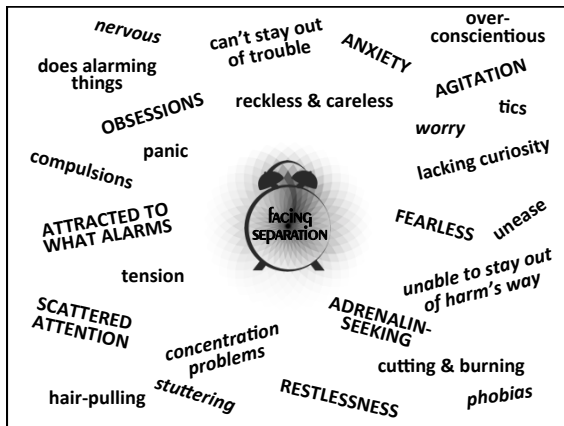 nervous
can't stay out
of trouble
ANXIETY
over-
conscientious
does alarming
things
AGITATION
OBSESSIONS
reckless & careless
tics
worry
panic
compulsions
lacking curiosity
ATTRACTED TO
WHAT ALARMS
facing
SEPARATION
FEARLESS
unease
tension
unable to stay out
of harm's way
SCATTERED
ATTENTION
ADRENALIN-
SEEKING
concentration
problems
cutting & burning
hair-pulling
stuttering
RESTLESSNESS
phobias